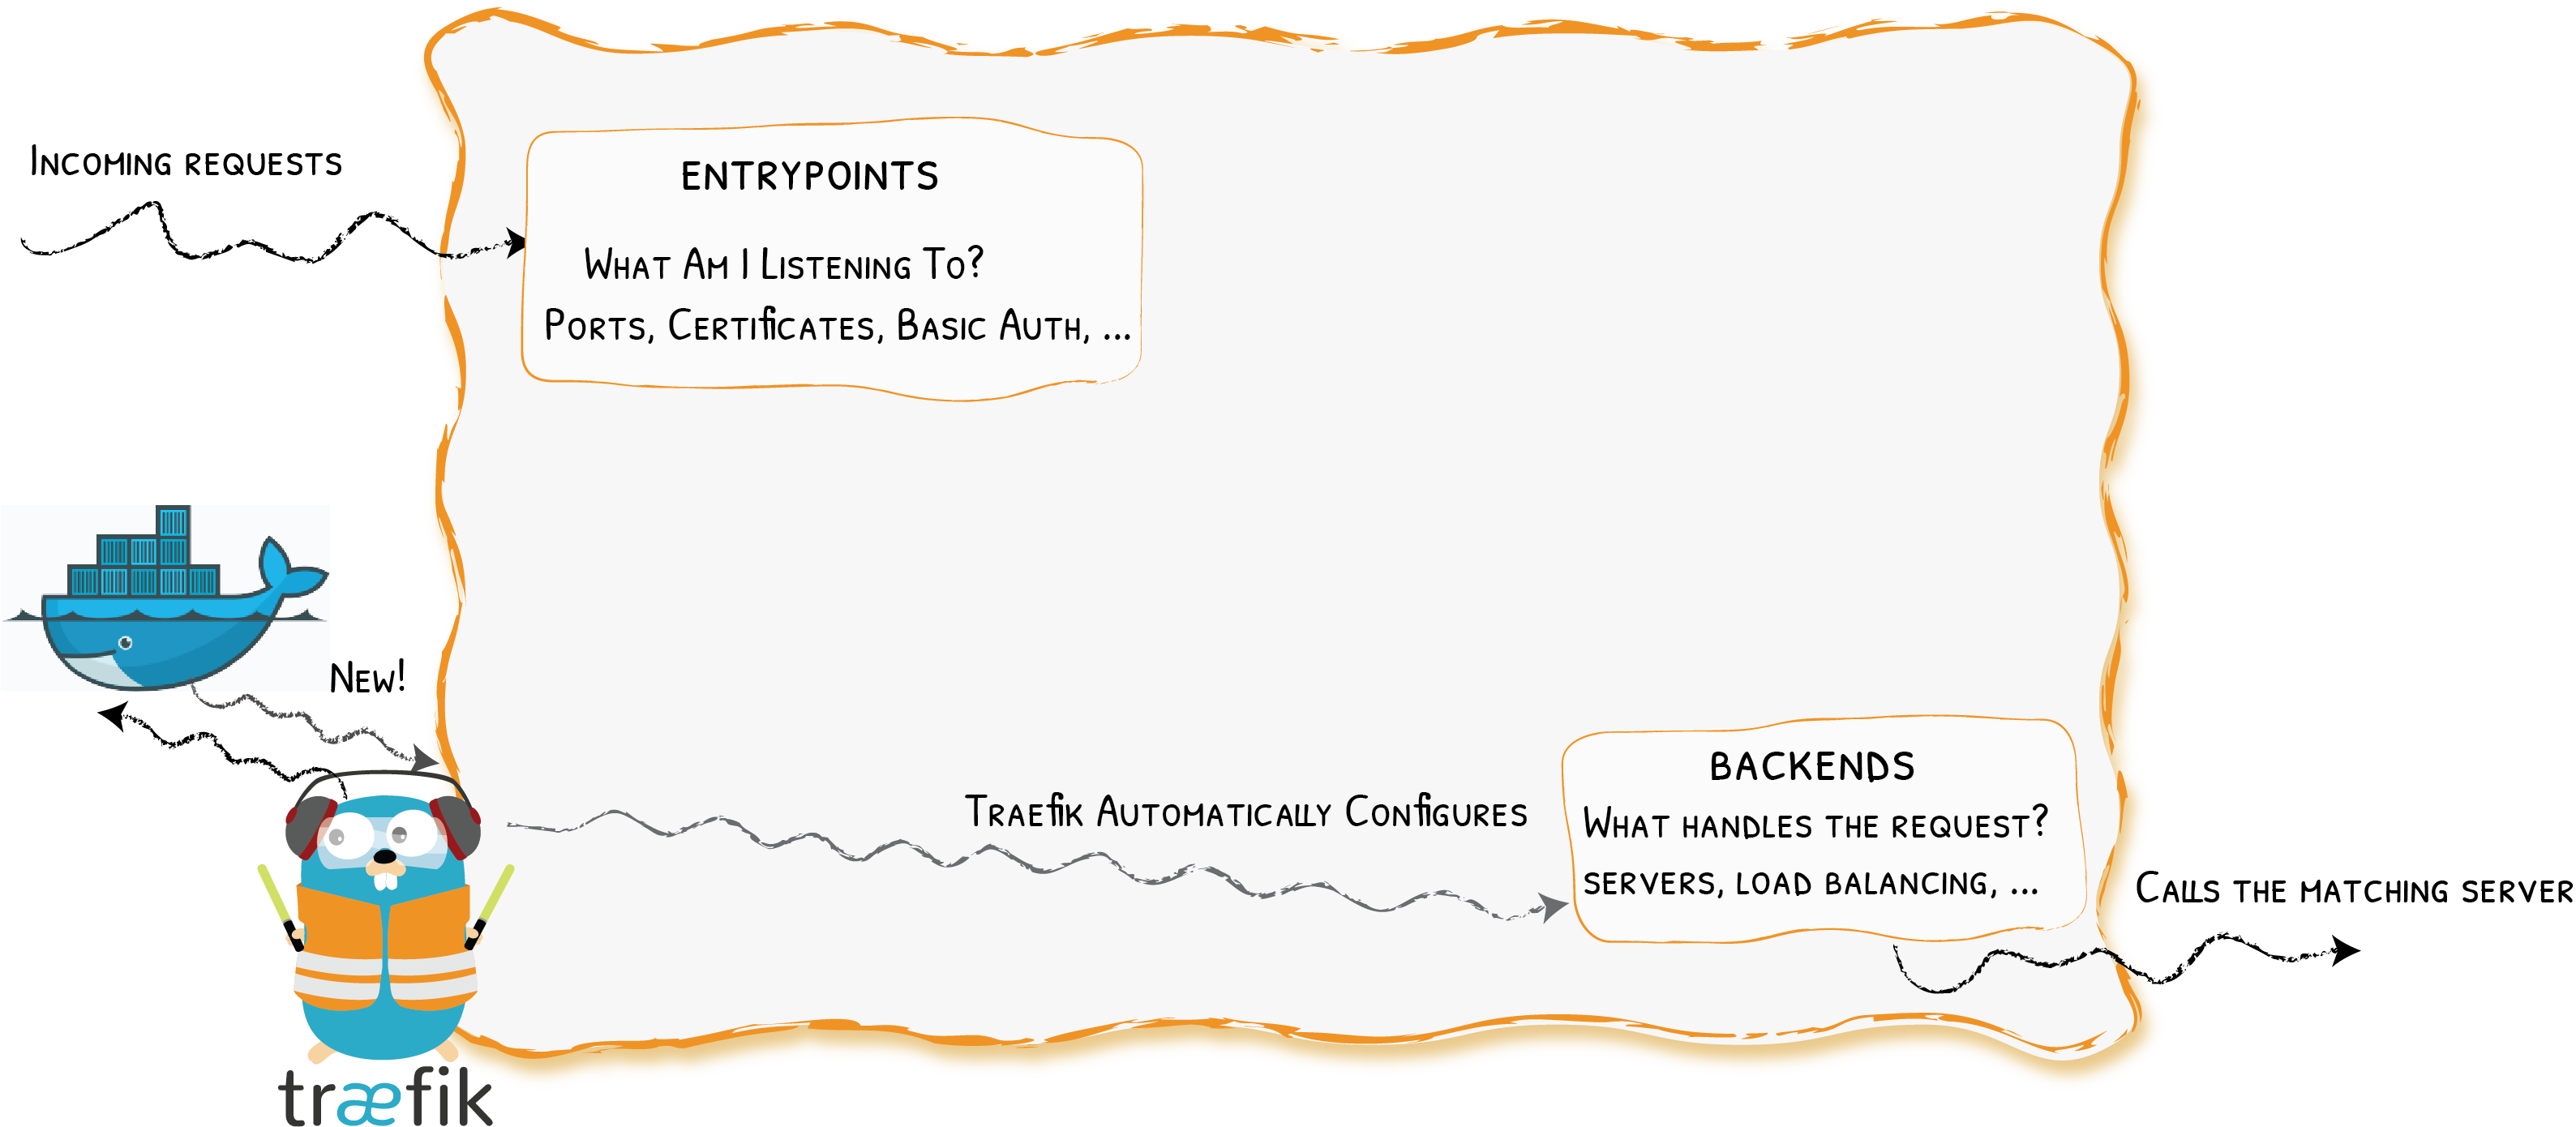 Incoming requests
ENTRYPOINTS
What Am I Listening To?
Ports, Certificates, Basic Auth, ...
New!
Traefik Automatically Configures
BACKENDS
What handles the request?
servers, load balancing, ...
Calls the matching server
træfik